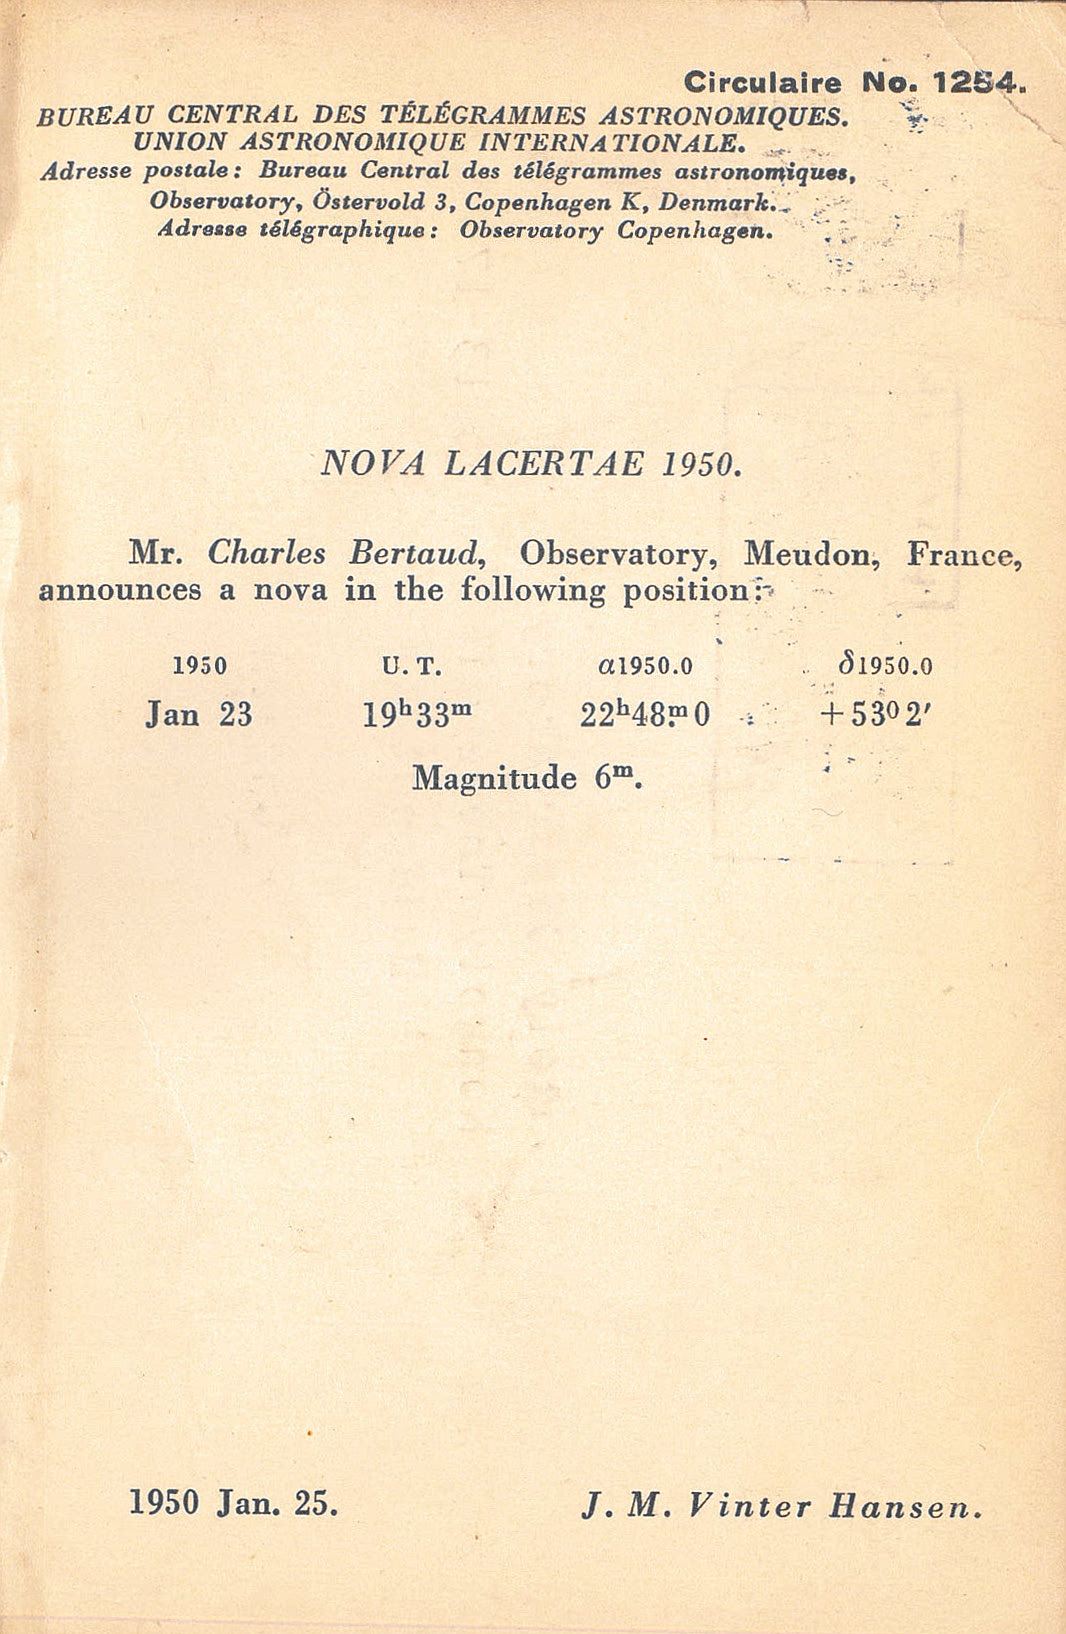 Circulaire No. 1254.
BUREAU CENTRAL DES TÉLÉGRAMMES ASTRONOMIQUES.
UNION ASTRONOMIQUE INTERNATIONALE.
Adresse postale: Bureau Central des télégrammes astronomiques,
Observatory, Östervold 3, Copenhagen K, Denmark.
Adresse télégraphique: Observatory Copenhagen.
NOVA LACERTAE 1950.
Mr. Charles Bertaud, Observatory, Meudon, France,
announces a nova in the following position:
1950 U. T. α1950.0 δ1950.0
Jan 23 19ʰ33ᵐ 22ʰ48ᵐ.0 +53°2′
Magnitude 6ᵐ.
1950 Jan. 25. J. M. Vinter Hansen.